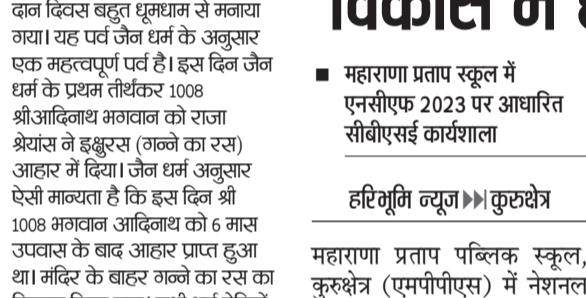 दान दिवस बहुत धूमधाम से मनाया
गया। यह पर्व जैन धर्म के अनुसार
एक महत्वपूर्ण पर्व है। इस दिन जैन
धर्म के प्रथम तीर्थंकर 1008
श्रीआदिनाथ भगवान को राजा
श्रेयांस ने इक्षुरस (गन्ने का रस)
आहार में दिया। जैन धर्म अनुसार
ऐसी मान्यता है कि इस दिन श्री
1008 भगवान आदिनाथ को 6 मास
उपवास के बाद आहार प्राप्त हुआ
था। मंदिर के बाहर गन्ने का रस का
विकास में
■ महाराणा प्रताप स्कूल में
एनसीएफ 2023 पर आधारित
सीबीएसई कार्यशाला
हरिभूमि न्यूज ▶▶| कुरुक्षेत्र
महाराणा प्रताप पब्लिक स्कूल,
कुरुक्षेत्र (एमपीपीएस) में नेशनल